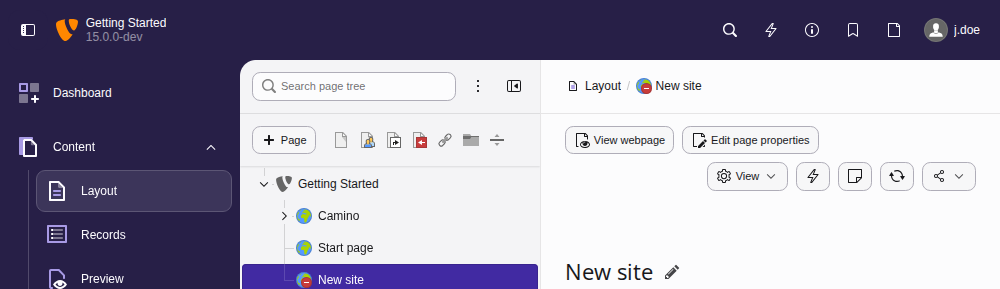 Getting Started
15.0.0-dev
j.doe
Dashboard
Content
Layout
Records
Preview
Search page tree
Page
Getting Started
Camino
Start page
New site
Layout / New site
View webpage
Edit page properties
View
New site